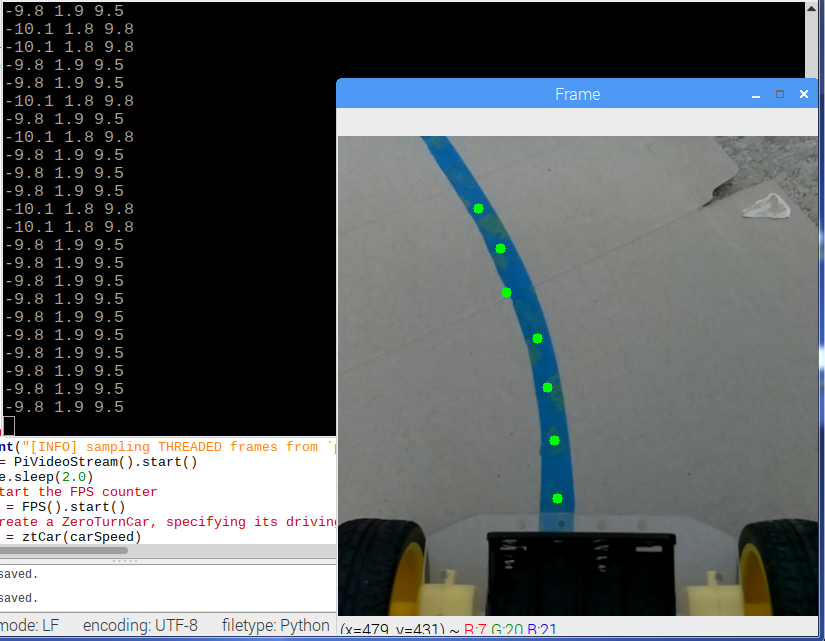 -9.8 1.9 9.5
-10.1 1.8 9.8
-10.1 1.8 9.8
-9.8 1.9 9.5
-9.8 1.9 9.5
-10.1 1.8 9.8
-9.8 1.9 9.5
-10.1 1.8 9.8
-9.8 1.9 9.5
-9.8 1.9 9.5
-9.8 1.9 9.5
-10.1 1.8 9.8
-10.1 1.8 9.8
-9.8 1.9 9.5
-9.8 1.9 9.5
-9.8 1.9 9.5
-9.8 1.9 9.5
-9.8 1.9 9.5
-9.8 1.9 9.5
-9.8 1.9 9.5
-9.8 1.9 9.5
-9.8 1.9 9.5
-9.8 1.9 9.5
Frame
nt("[INFO] sampling THREADED frames from `
= PiVideoStream().start()
e.sleep(2.0)
tart the FPS counter
= FPS().start()
reate a ZeroTurnCar, specifying its driving
= ztCar(carSpeed)
saved.
saved.
mode: LF encoding: UTF-8 filetype: Python
(x=479, y=431) ~ R:7 G:20 B:21